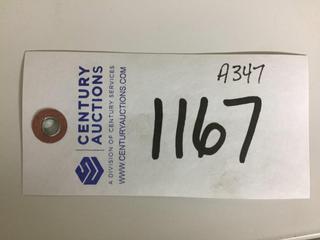 CENTURY
AUCTIONS
A DIVISION OF CENTURY SERVICES
WWW.CENTURYAUCTIONS.COM
A347
1167